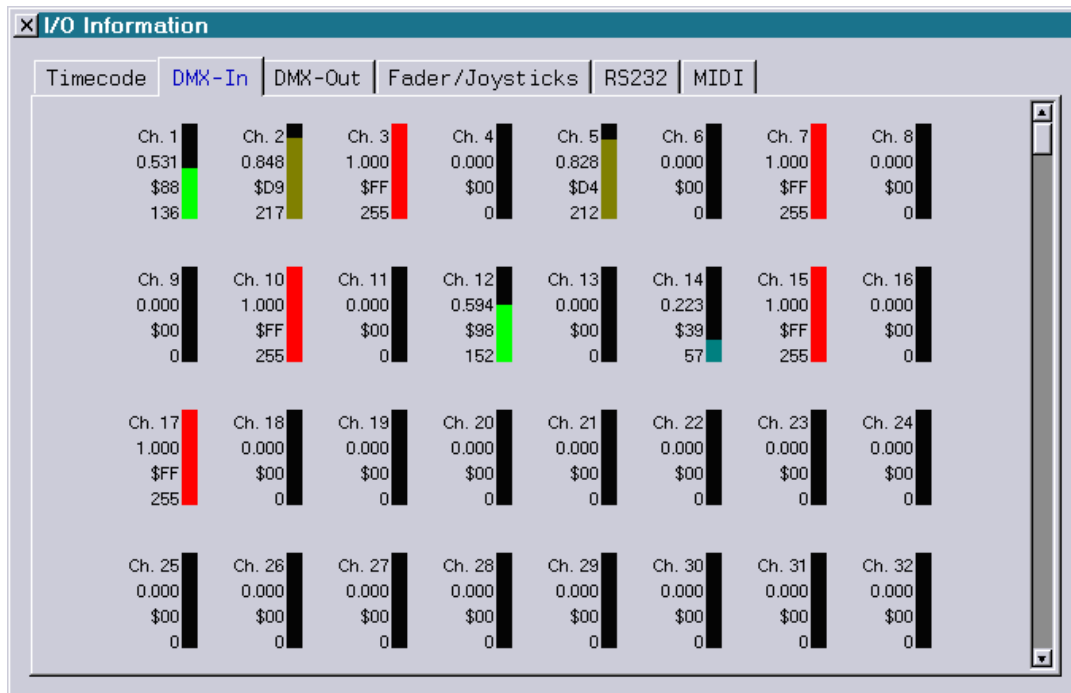 I/O Information
Timecode DMX-In DMX-Out Fader/Joysticks RS232 MIDI
Ch. 1 Ch. 2 Ch. 3 Ch. 4 Ch. 5 Ch. 6 Ch. 7 Ch. 8
0.531 0.848 1.000 0.000 0.828 0.000 1.000 0.000
$88 $D9 $FF $00 $D4 $00 $FF $00
136 217 255 0 212 0 255 0
Ch. 9 Ch. 10 Ch. 11 Ch. 12 Ch. 13 Ch. 14 Ch. 15 Ch. 16
0.000 1.000 0.000 0.594 0.000 0.223 1.000 0.000
$00 $FF $00 $98 $00 $39 $FF $00
0 255 0 152 0 57 255 0
Ch. 17 Ch. 18 Ch. 19 Ch. 20 Ch. 21 Ch. 22 Ch. 23 Ch. 24
1.000 0.000 0.000 0.000 0.000 0.000 0.000 0.000
$FF $00 $00 $00 $00 $00 $00 $00
255 0 0 0 0 0 0 0
Ch. 25 Ch. 26 Ch. 27 Ch. 28 Ch. 29 Ch. 30 Ch. 31 Ch. 32
0.000 0.000 0.000 0.000 0.000 0.000 0.000 0.000
$00 $00 $00 $00 $00 $00 $00 $00
0 0 0 0 0 0 0 0